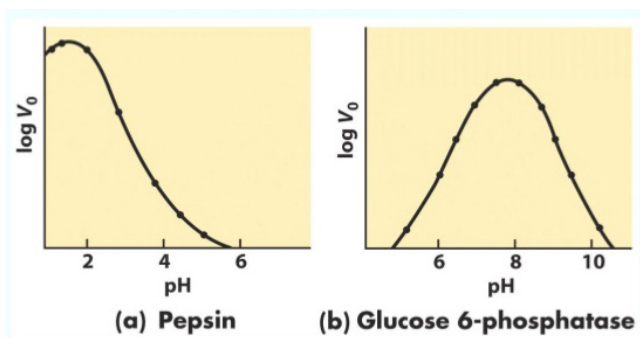 log V₀
2 4 6
pH
(a) Pepsin
log V₀
6 8 10
pH
(b) Glucose 6-phosphatase